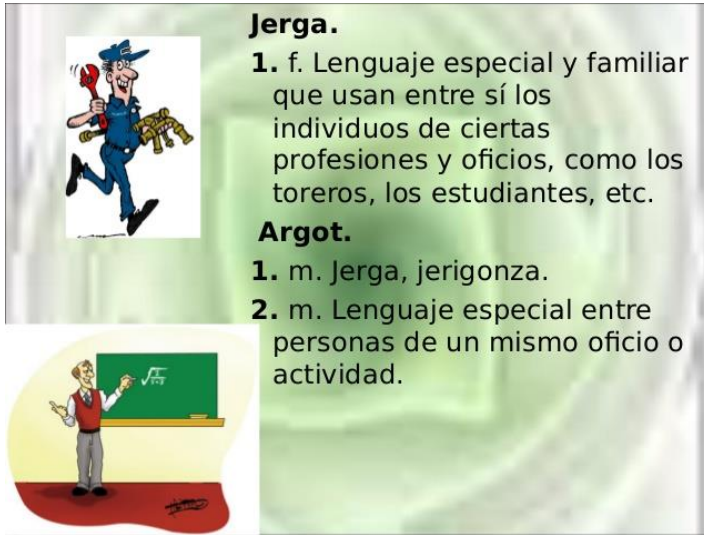 Jerga.
1. f. Lenguaje especial y familiar
que usan entre sí los
individuos de ciertas
profesiones y oficios, como los
toreros, los estudiantes, etc.
Argot.
1. m. Jerga, jerigonza.
2. m. Lenguaje especial entre
personas de un mismo oficio o
actividad.